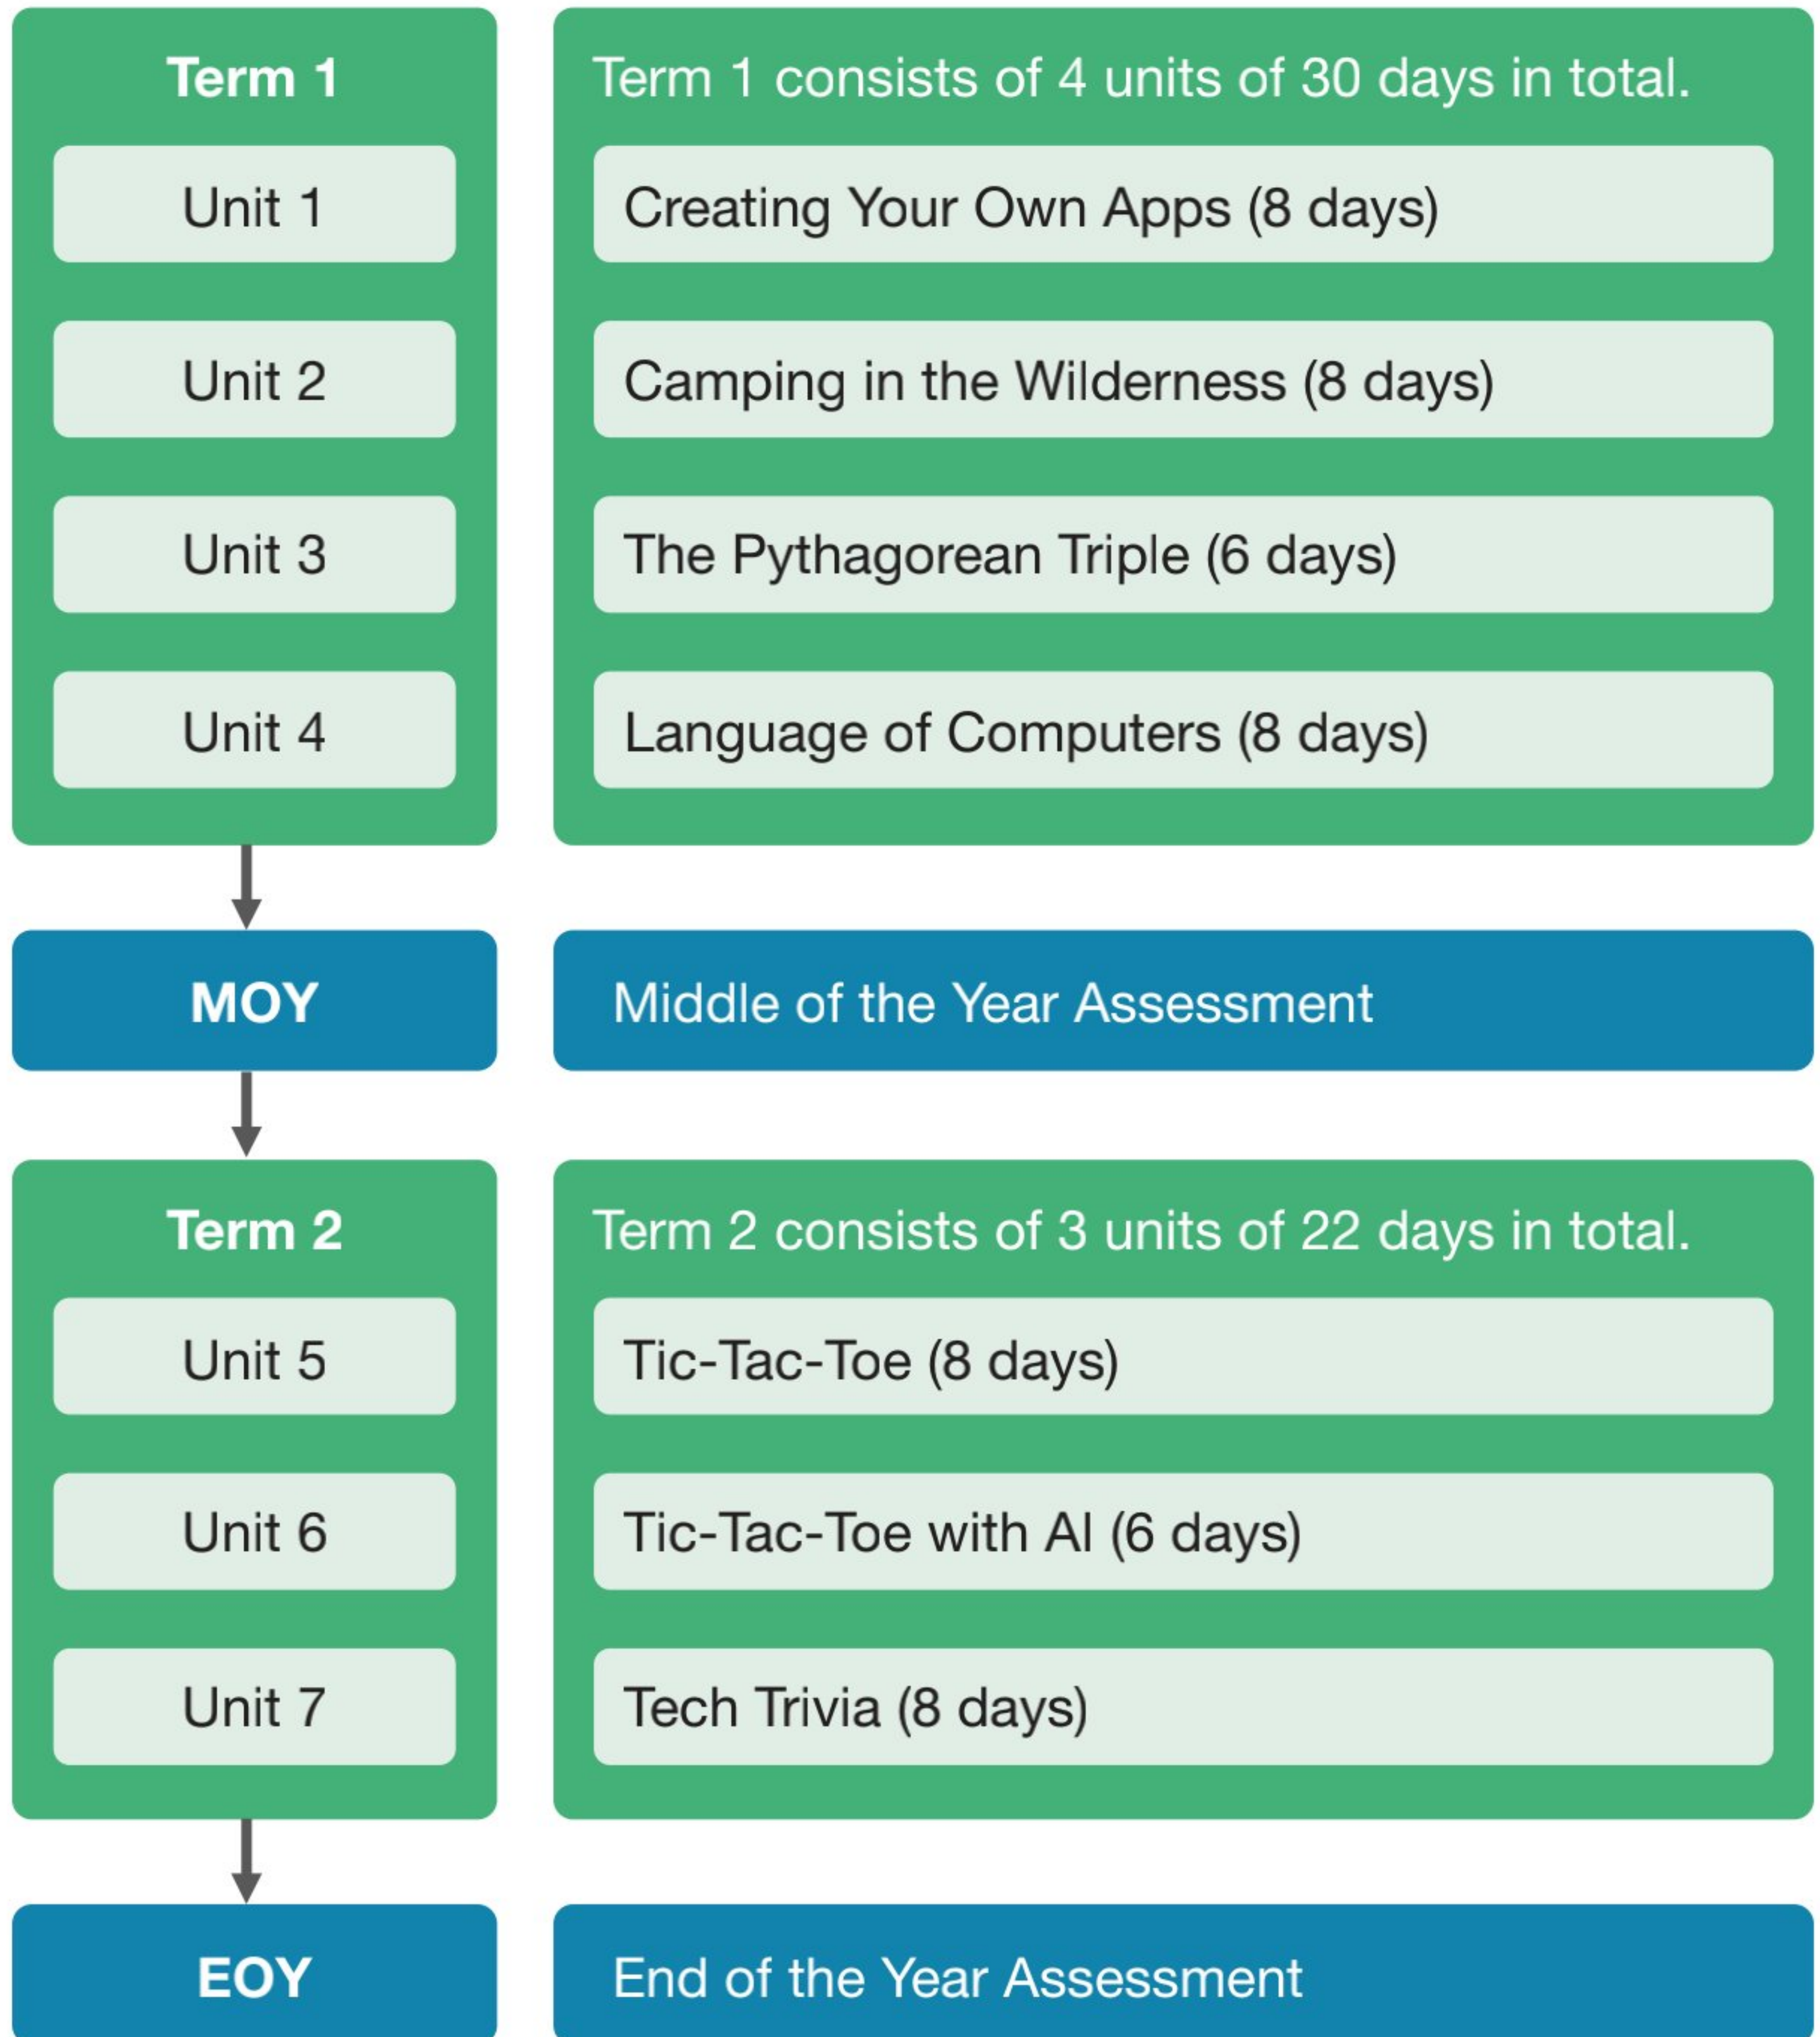 Term 1
Term 1 consists of 4 units of 30 days in total.
Unit 1
Creating Your Own Apps (8 days)
Unit 2
Camping in the Wilderness (8 days)
Unit 3
The Pythagorean Triple (6 days)
Unit 4
Language of Computers (8 days)
MOY
Middle of the Year Assessment
Term 2
Term 2 consists of 3 units of 22 days in total.
Unit 5
Tic-Tac-Toe (8 days)
Unit 6
Tic-Tac-Toe with AI (6 days)
Unit 7
Tech Trivia (8 days)
EOY
End of the Year Assessment